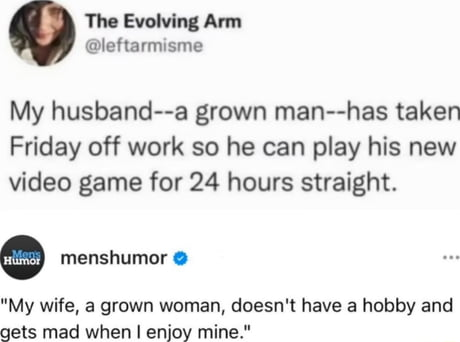 The Evolving Arm
@leftarmisme
My husband--a grown man--has taken
Friday off work so he can play his new
video game for 24 hours straight.
Men's
Humor
menshumor
"My wife, a grown woman, doesn't have a hobby and
gets mad when I enjoy mine."